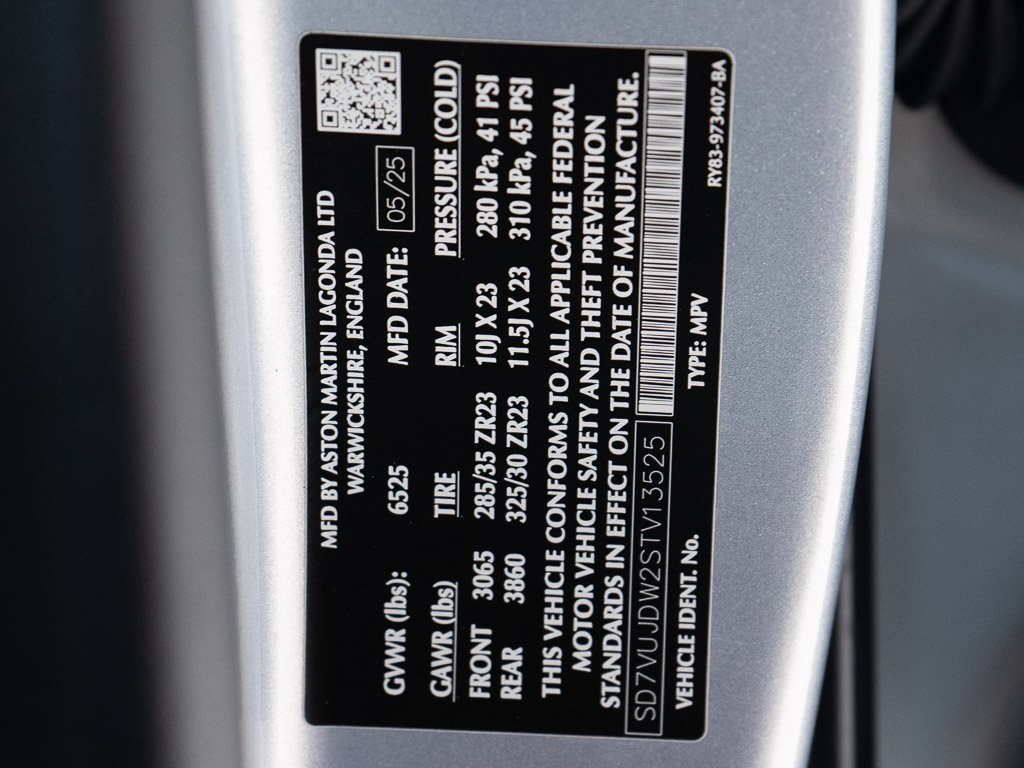 MFD BY ASTON MARTIN LAGONDA LTD
WARWICKSHIRE, ENGLAND
GVWR (lbs): 6525 MFD DATE: 05/25
GAWR (lbs) TIRE RIM PRESSURE (COLD)
FRONT 3065 285/35 ZR23 10J X 23 280 kPa, 41 PSI
REAR 3860 325/30 ZR23 11.5J X 23 310 kPa, 45 PSI
THIS VEHICLE CONFORMS TO ALL APPLICABLE FEDERAL
MOTOR VEHICLE SAFETY AND THEFT PREVENTION
STANDARDS IN EFFECT ON THE DATE OF MANUFACTURE.
SD7VUJDW2STV13525
VEHICLE IDENT. No. TYPE: MPV
RY83-973407-BA